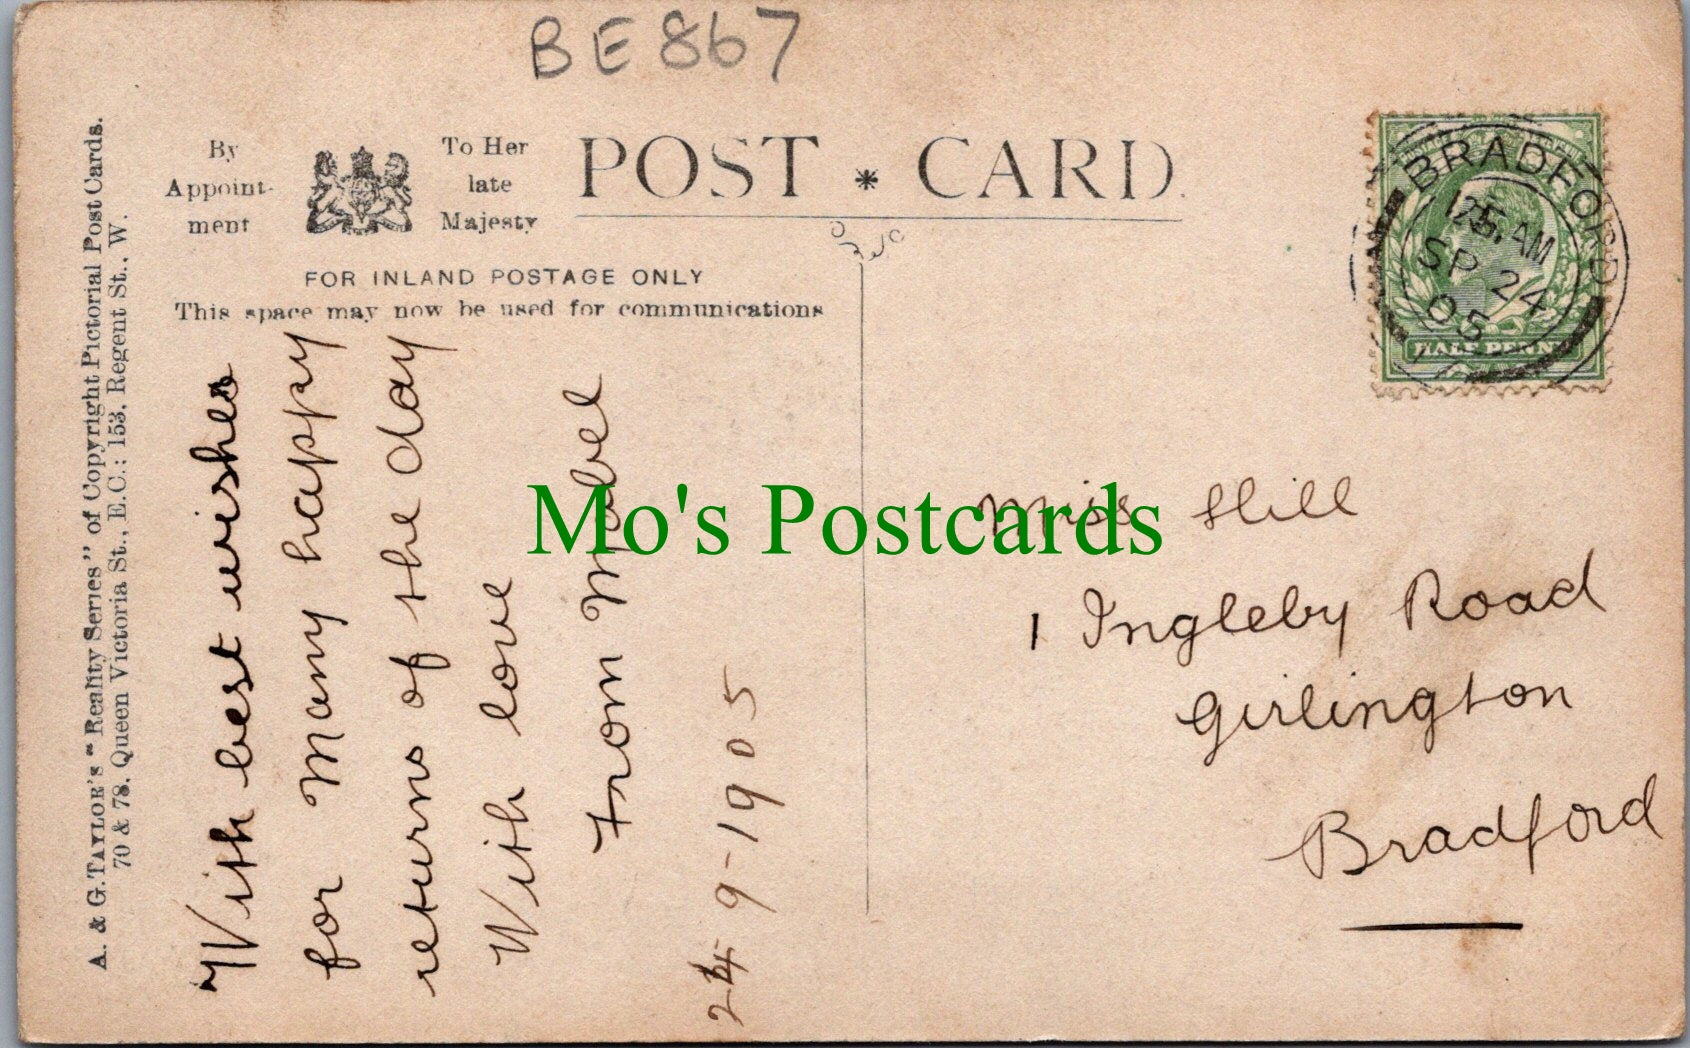 BE867
By
Appoint-
ment
To Her
late
Majesty
POST * CARD.
FOR INLAND POSTAGE ONLY
This space may now be used for communications
A. & G. TAYLOR'S "Reality Series" of Copyright Pictorial Post Cards.
70 & 78, Queen Victoria St., E.C.: 153, Regent St., W.
With best wishes
for Many happy
returns of the day
With love
from Mabel
24-9-1905
BRADFORD
AM
SP 24
05
HALF PENNY
Mo's Postcards
Miss Hill
1 Ingleby Road
Girlington
Bradford